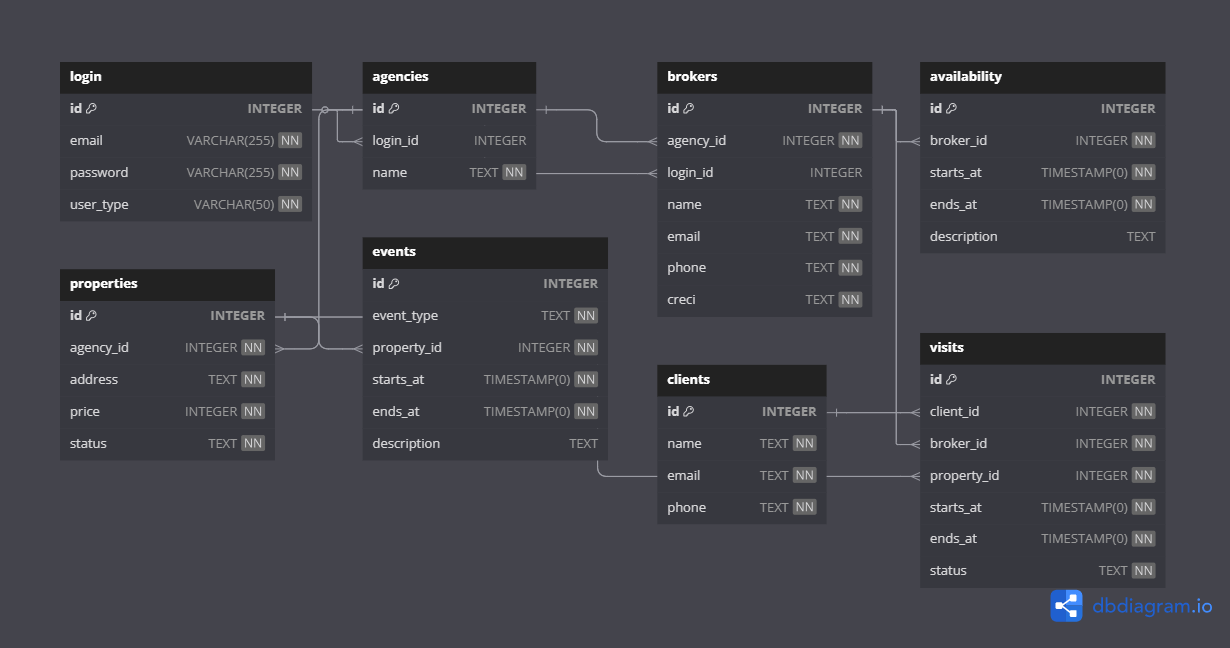 login
id INTEGER
email VARCHAR(255) NN
password VARCHAR(255) NN
user_type VARCHAR(50) NN
agencies
id INTEGER
login_id INTEGER
name TEXT NN
brokers
id INTEGER
agency_id INTEGER NN
login_id INTEGER
name TEXT NN
email TEXT NN
phone TEXT NN
creci TEXT NN
availability
id INTEGER
broker_id INTEGER NN
starts_at TIMESTAMP(0) NN
ends_at TIMESTAMP(0) NN
description TEXT
properties
id INTEGER
agency_id INTEGER NN
address TEXT NN
price INTEGER NN
status TEXT NN
events
id INTEGER
event_type TEXT NN
property_id INTEGER NN
starts_at TIMESTAMP(0) NN
ends_at TIMESTAMP(0) NN
description TEXT
clients
id INTEGER
name TEXT NN
email TEXT NN
phone TEXT NN
visits
id INTEGER
client_id INTEGER NN
broker_id INTEGER NN
property_id INTEGER NN
starts_at TIMESTAMP(0) NN
ends_at TIMESTAMP(0) NN
status TEXT NN
dbdiagram.io